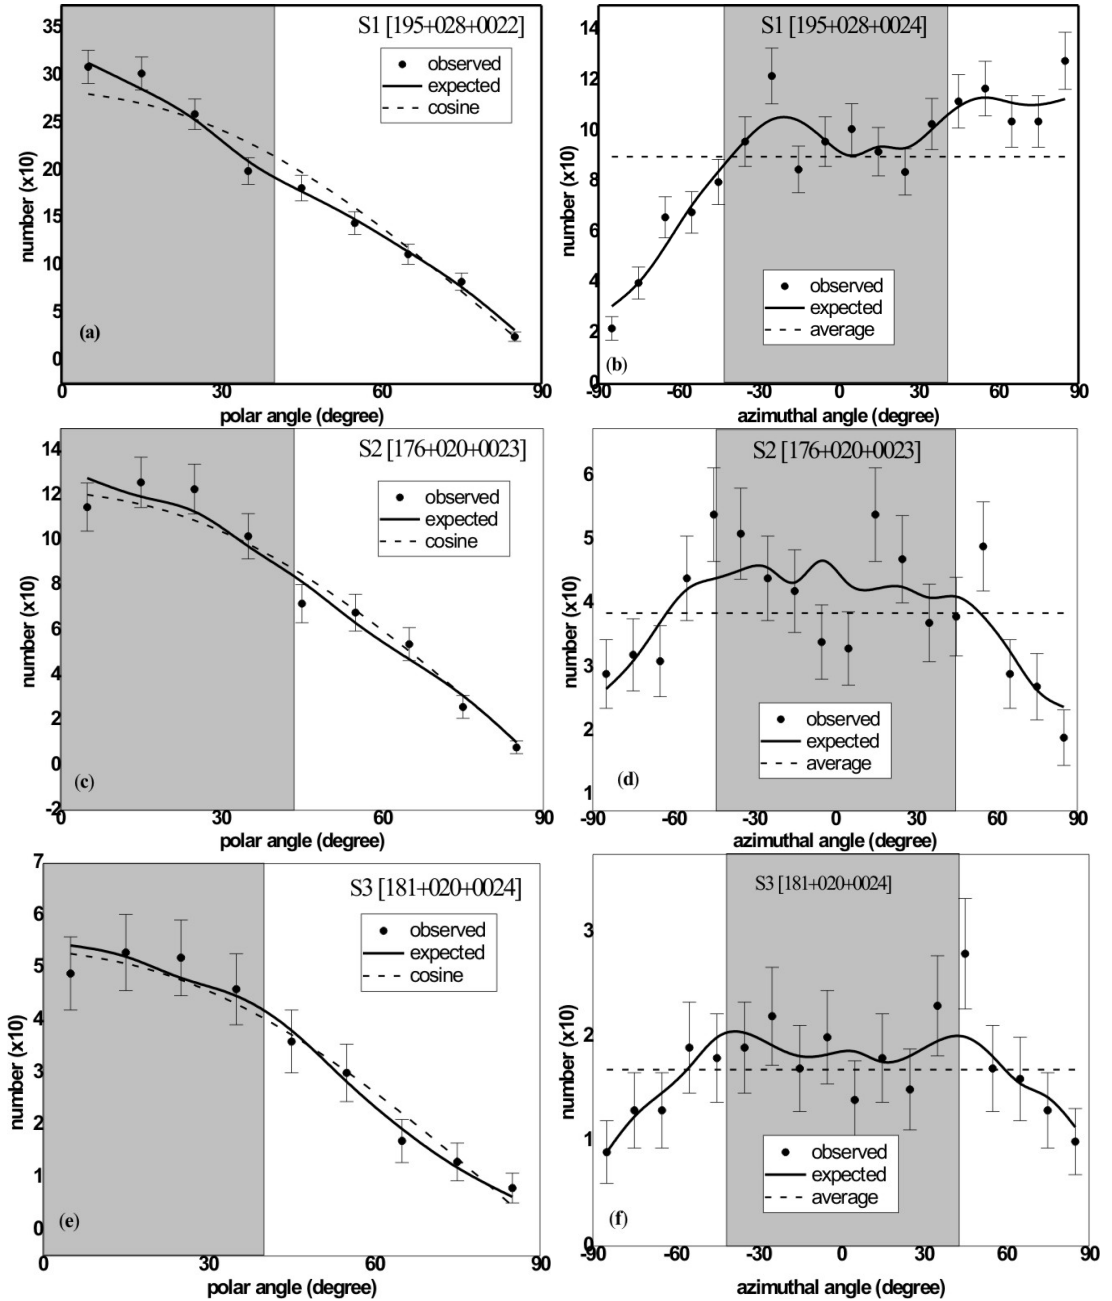 S1 [195+028+0022]
observed
expected
cosine
number (x10)
35
30
25
20
15
10
5
0
(a)
0
30
60
90
polar angle (degree)
S1 [195+028+0024]
number (x10)
14
12
10
8
6
4
2
0
observed
expected
average
(b)
-90
-60
-30
0
30
60
90
azimuthal angle (degree)
S2 [176+020+0023]
observed
expected
cosine
number (x10)
14
12
10
8
6
4
2
0
-2
(c)
0
30
60
90
polar angle (degree)
S2 [176+020+0023]
number (x10)
6
5
4
3
2
1
observed
expected
average
(d)
-90
-60
-30
0
30
60
90
azimuthal angle (degree)
S3 [181+020+0024]
observed
expected
cosine
number (x10)
7
6
5
4
3
2
1
0
(e)
0
30
60
90
polar angle (degree)
S3 [181+020+0024]
number (x10)
3
2
1
0
observed
expected
average
(f)
-90
-60
-30
0
30
60
90
azimuthal angle (degree)